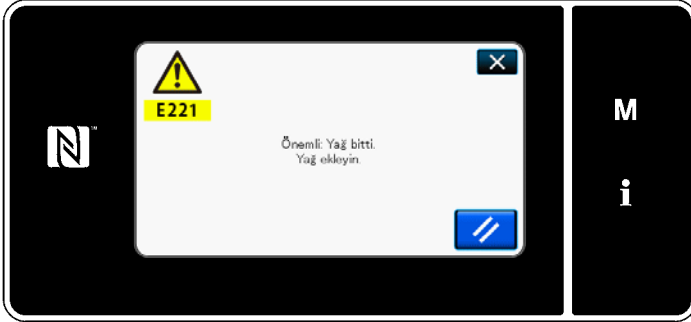 E221
Önemli: Yağ bitti.
Yağ ekleyin.
M
i